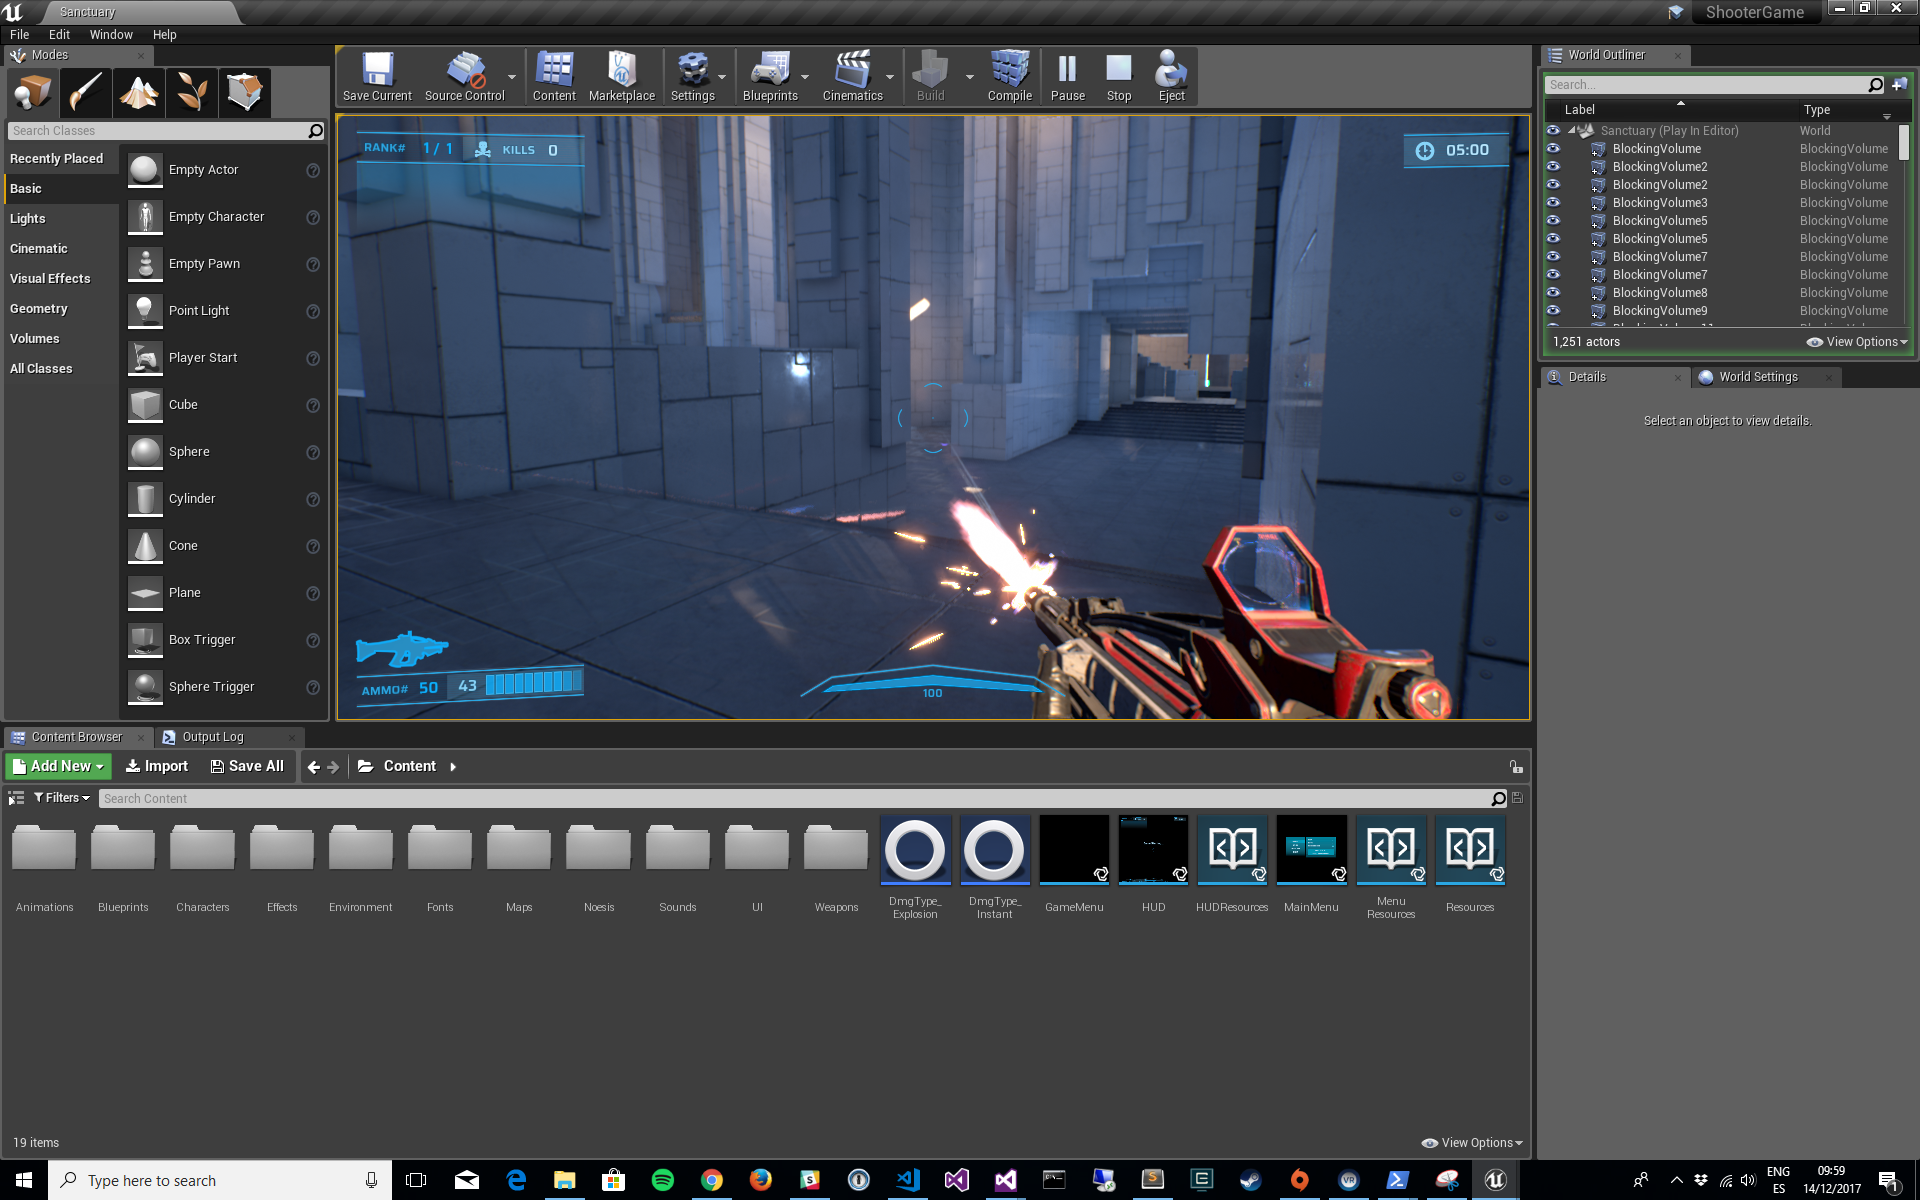 Sanctuary
ShooterGame
File Edit Window Help
Modes
Search Classes
Recently Placed
Basic
Lights
Cinematic
Visual Effects
Geometry
Volumes
All Classes
Empty Actor
Empty Character
Empty Pawn
Point Light
Player Start
Cube
Sphere
Cylinder
Cone
Plane
Box Trigger
Sphere Trigger
Save Current Source Control Content Marketplace Settings Blueprints Cinematics Build Compile Pause Stop Eject
RANK# 1 / 1 KILLS 0
05:00
AMMO# 50 43
100
World Outliner
Search...
Label Type
Sanctuary (Play In Editor) World
BlockingVolume BlockingVolume
BlockingVolume2 BlockingVolume
BlockingVolume2 BlockingVolume
BlockingVolume3 BlockingVolume
BlockingVolume5 BlockingVolume
BlockingVolume5 BlockingVolume
BlockingVolume7 BlockingVolume
BlockingVolume7 BlockingVolume
BlockingVolume8 BlockingVolume
BlockingVolume9 BlockingVolume
1,251 actors View Options
Details World Settings
Select an object to view details.
Content Browser Output Log
Add New Import Save All Content
Filters Search Content
Animations Blueprints Characters Effects Environment Fonts Maps Noesis Sounds UI Weapons DmgType_ Explosion DmgType_ Instant GameMenu HUD HUDResources MainMenu Menu Resources Resources
19 items View Options
Type here to search
ENG
ES
09:59
14/12/2017